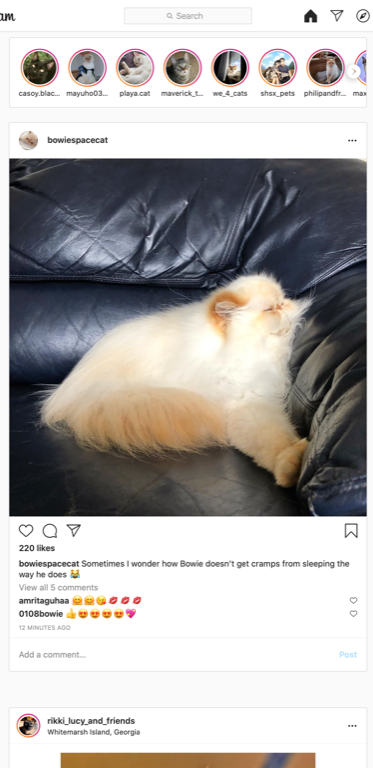 am
Search
casoy.blac... mayuho03... playa.cat maverick_t... we_4_cats shsx_pets philipandfr... max
bowiespacecat
220 likes
bowiespacecat Sometimes I wonder how Bowie doesn't get cramps from sleeping the
way he does 😹
View all 5 comments
amritaguhaa 🤗🤗😘💋💋💋
0108bowie 👍😍😍😍😍💖
12 MINUTES AGO
Add a comment... Post
rikki_lucy_and_friends
Whitemarsh Island, Georgia